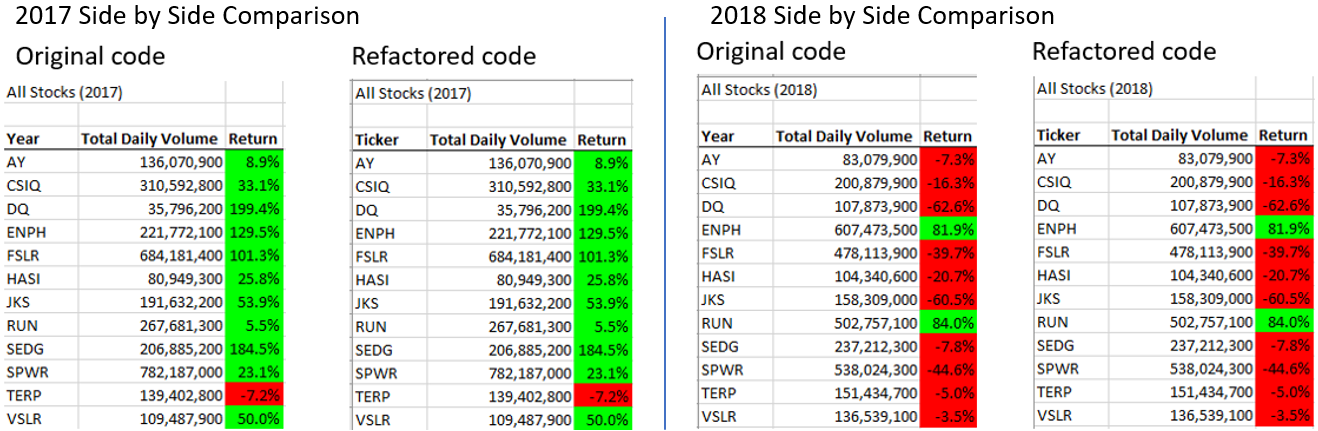 2017 Side by Side Comparison
Original code
All Stocks (2017)
Year Total Daily Volume Return
AY 136,070,900 8.9%
CSIQ 310,592,800 33.1%
DQ 35,796,200 199.4%
ENPH 221,772,100 129.5%
FSLR 684,181,400 101.3%
HASI 80,949,300 25.8%
JKS 191,632,200 53.9%
RUN 267,681,300 5.5%
SEDG 206,885,200 184.5%
SPWR 782,187,000 23.1%
TERP 139,402,800 -7.2%
VSLR 109,487,900 50.0%
Refactored code
All Stocks (2017)
Ticker Total Daily Volume Return
AY 136,070,900 8.9%
CSIQ 310,592,800 33.1%
DQ 35,796,200 199.4%
ENPH 221,772,100 129.5%
FSLR 684,181,400 101.3%
HASI 80,949,300 25.8%
JKS 191,632,200 53.9%
RUN 267,681,300 5.5%
SEDG 206,885,200 184.5%
SPWR 782,187,000 23.1%
TERP 139,402,800 -7.2%
VSLR 109,487,900 50.0%
2018 Side by Side Comparison
Original code
All Stocks (2018)
Year Total Daily Volume Return
AY 83,079,900 -7.3%
CSIQ 200,879,900 -16.3%
DQ 107,873,900 -62.6%
ENPH 607,473,500 81.9%
FSLR 478,113,900 -39.7%
HASI 104,340,600 -20.7%
JKS 158,309,000 -60.5%
RUN 502,757,100 84.0%
SEDG 237,212,300 -7.8%
SPWR 538,024,300 -44.6%
TERP 151,434,700 -5.0%
VSLR 136,539,100 -3.5%
Refactored code
All Stocks (2018)
Ticker Total Daily Volume Return
AY 83,079,900 -7.3%
CSIQ 200,879,900 -16.3%
DQ 107,873,900 -62.6%
ENPH 607,473,500 81.9%
FSLR 478,113,900 -39.7%
HASI 104,340,600 -20.7%
JKS 158,309,000 -60.5%
RUN 502,757,100 84.0%
SEDG 237,212,300 -7.8%
SPWR 538,024,300 -44.6%
TERP 151,434,700 -5.0%
VSLR 136,539,100 -3.5%